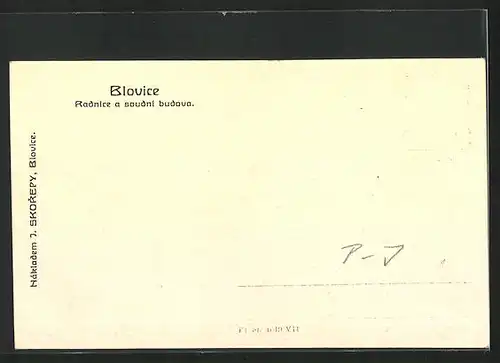 Blovice
Radnice a soudní budova.
Nákladem J. SKOŘEPY, Blovice.
P-J